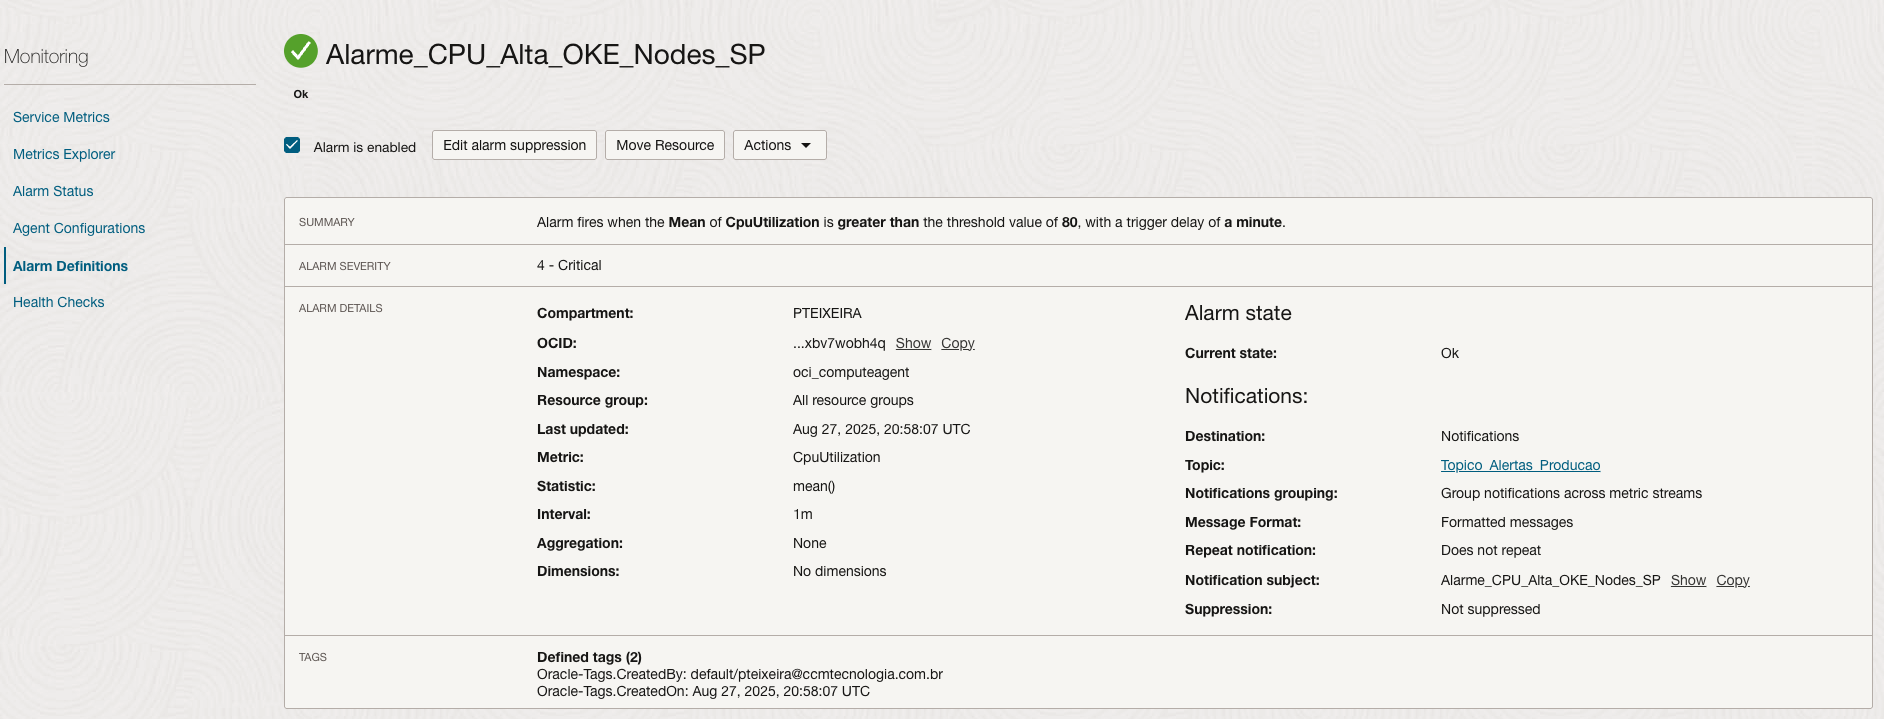 Monitoring
Service Metrics
Metrics Explorer
Alarm Status
Agent Configurations
Alarm Definitions
Health Checks
Alarme_CPU_Alta_OKE_Nodes_SP
Ok
Alarm is enabled
Edit alarm suppression
Move Resource
Actions
SUMMARY
Alarm fires when the Mean of CpuUtilization is greater than the threshold value of 80, with a trigger delay of a minute.
ALARM SEVERITY
4 - Critical
ALARM DETAILS
Compartment: PTEIXEIRA
OCID: ...xbv7wobh4q Show Copy
Namespace: oci_computeagent
Resource group: All resource groups
Last updated: Aug 27, 2025, 20:58:07 UTC
Metric: CpuUtilization
Statistic: mean()
Interval: 1m
Aggregation: None
Dimensions: No dimensions
Alarm state
Current state: Ok
Notifications:
Destination: Notifications
Topic: Topico_Alertas_Producao
Notifications grouping: Group notifications across metric streams
Message Format: Formatted messages
Repeat notification: Does not repeat
Notification subject: Alarme_CPU_Alta_OKE_Nodes_SP Show Copy
Suppression: Not suppressed
TAGS
Defined tags (2)
Oracle-Tags.CreatedBy: default/pteixeira@ccmtecnologia.com.br
Oracle-Tags.CreatedOn: Aug 27, 2025, 20:58:07 UTC